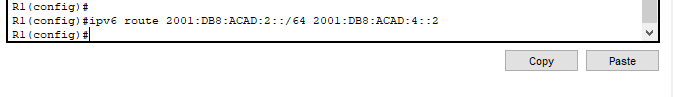 R1(config)#
R1(config)#ipv6 route 2001:DB8:ACAD:2::/64 2001:DB8:ACAD:4::2
R1(config)#
Copy
Paste